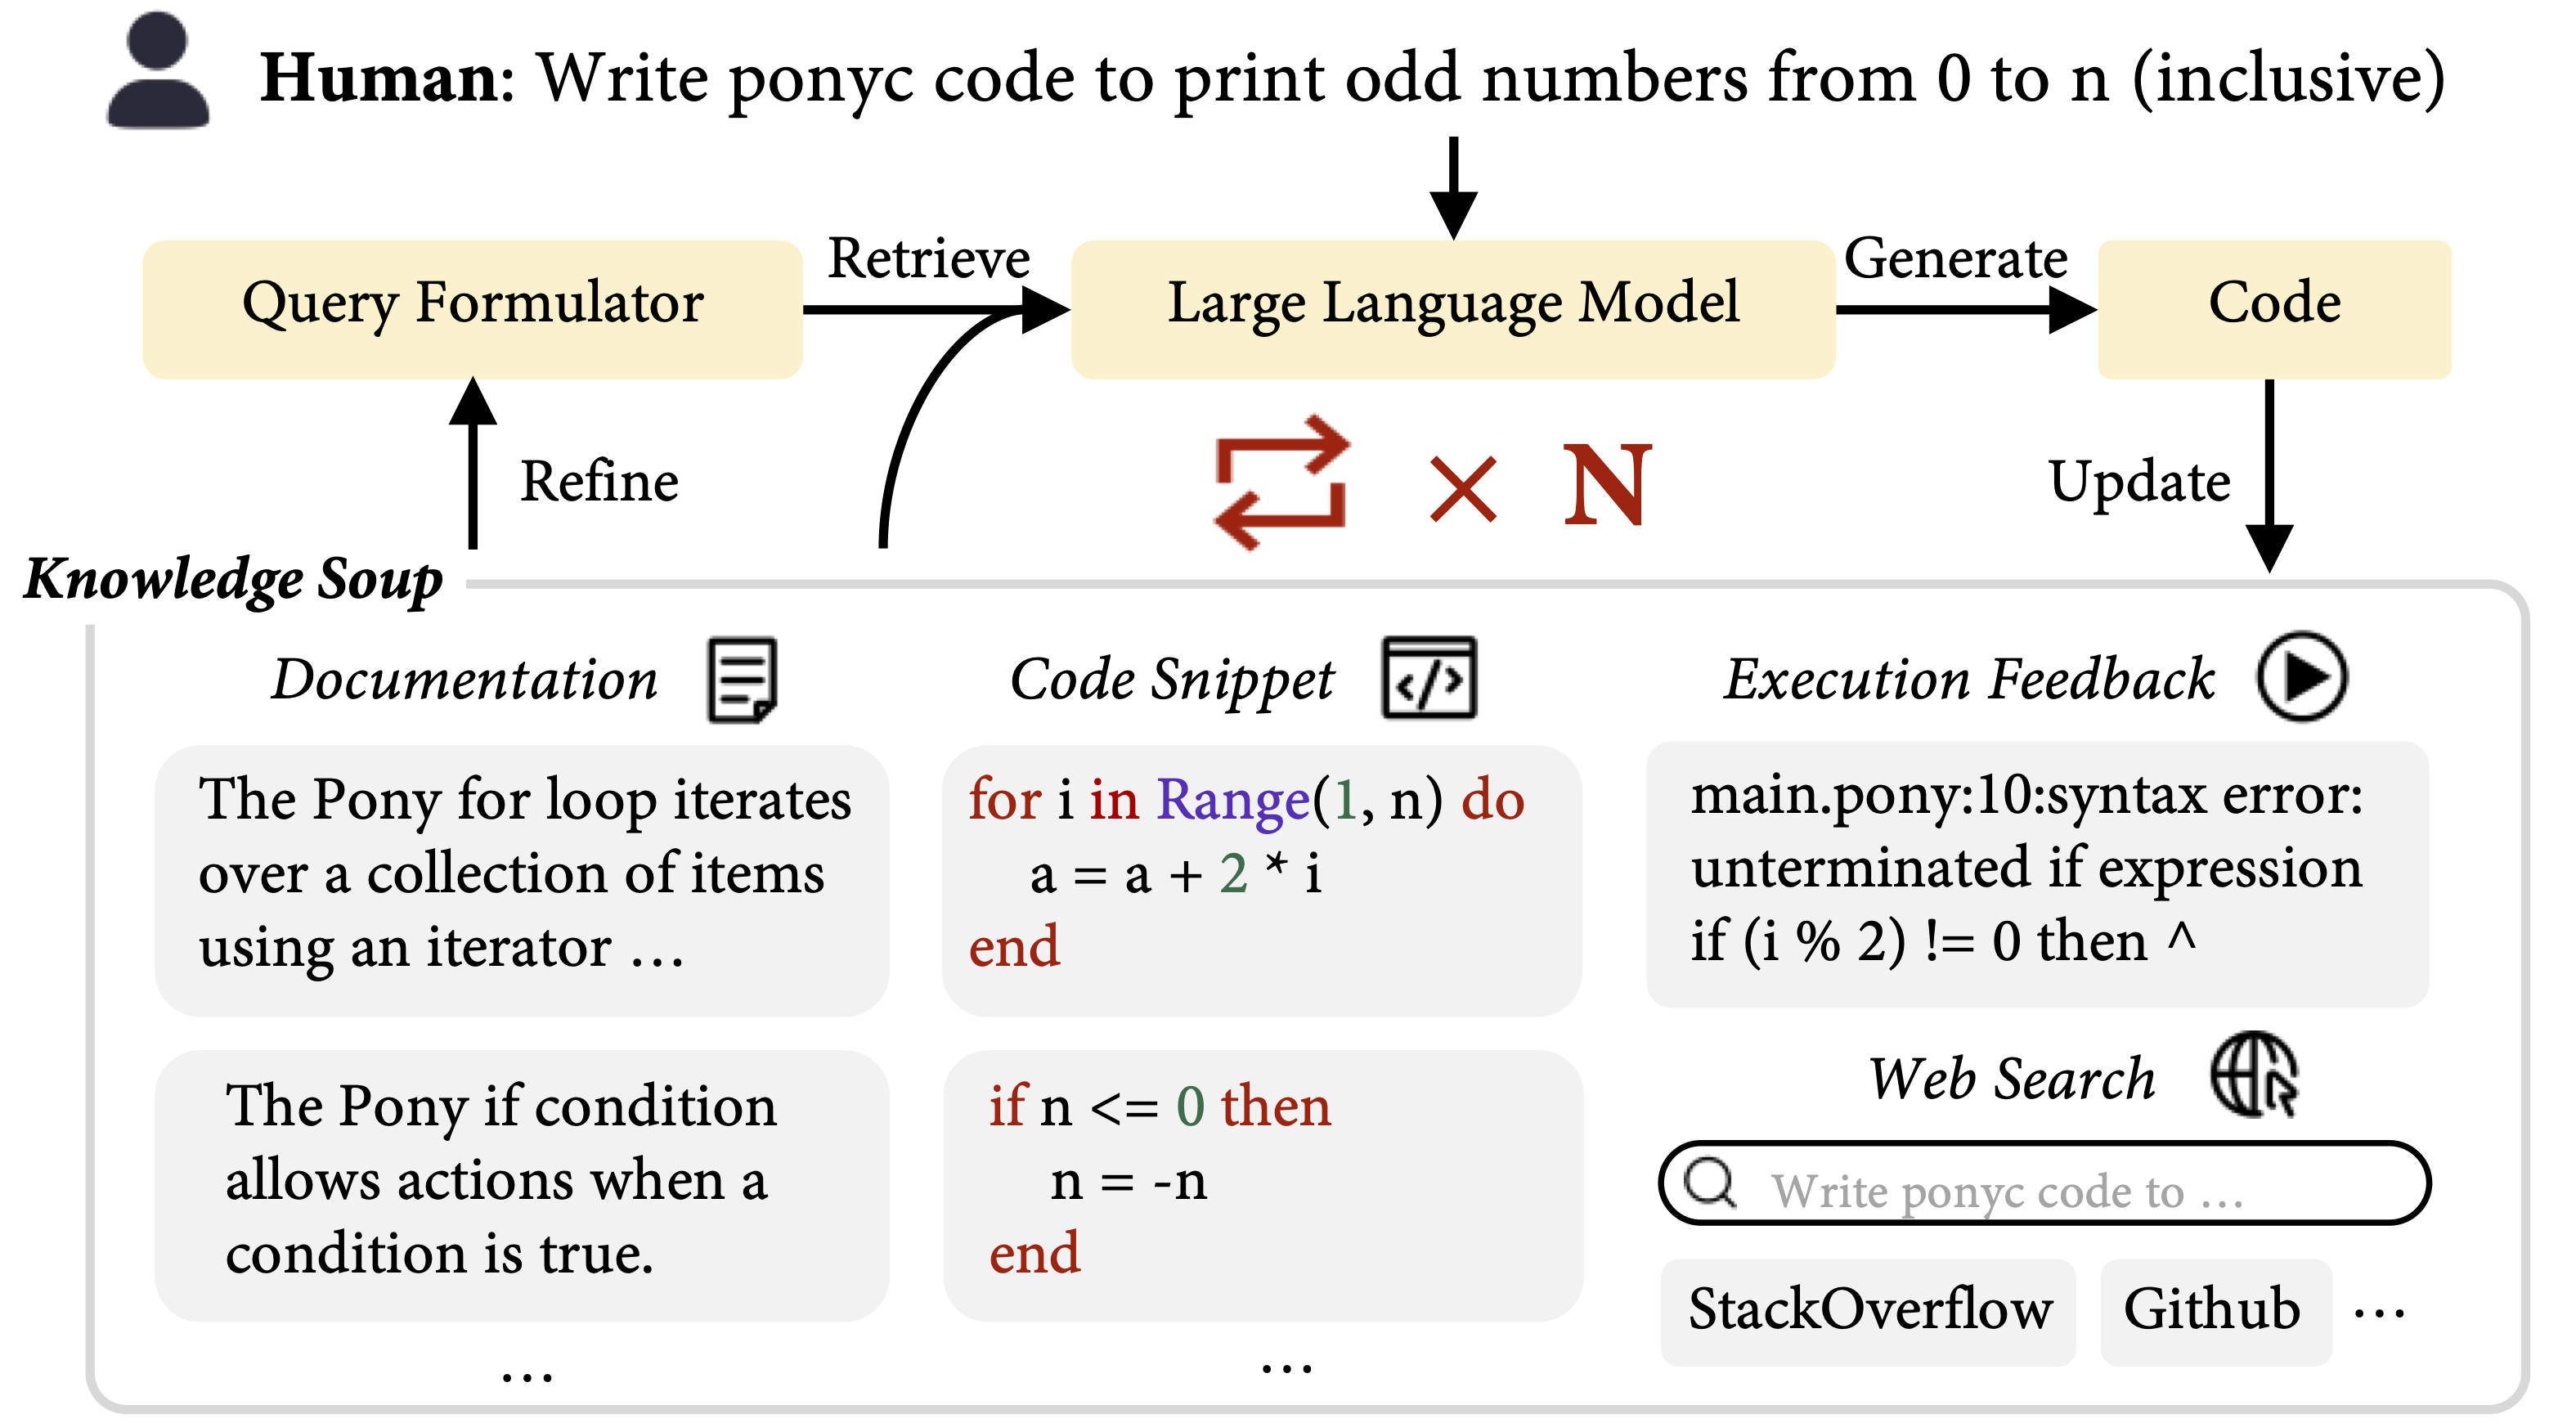 Human: Write ponyc code to print odd numbers from 0 to n (inclusive)
Query Formulator
Retrieve
Large Language Model
Generate
Code
Refine
× N
Update
Knowledge Soup
Documentation
The Pony for loop iterates
over a collection of items
using an iterator ...
The Pony if condition
allows actions when a
condition is true.
...
Code Snippet
</>
for i in Range(1, n) do
a = a + 2 * i
end
if n <= 0 then
n = -n
end
...
Execution Feedback
main.pony:10:syntax error:
unterminated if expression
if (i % 2) != 0 then ^
Web Search
Write ponyc code to ...
StackOverflow
Github
...